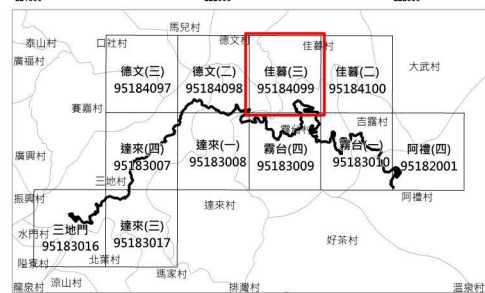 馬兒村
泰山村
口社村
德文村
佳暮村
廣福村
大武村
德文(三)
95184097
德文(二)
95184098
佳暮(三)
95184099
佳暮(二)
95184100
賽嘉村
吉露村
達來(四)
95183007
達來(一)
95183008
霧台(四)
95183009
霧台(一)
95183010
阿禮(四)
95182001
廣興村
三地村
振興村
阿禮村
達來村
水門村
三地門
95183016
達來(三)
95183017
好茶村
隘寮村
北葉村
瑪家村
龍泉村
涼山村
排灣村
溫泉村